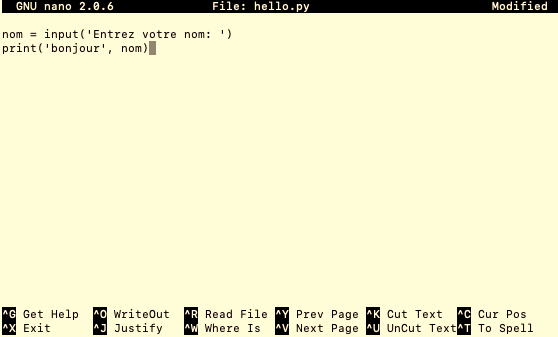 GNU nano 2.0.6 File: hello.py Modified
nom = input('Entrez votre nom: ')
print('bonjour', nom)
^G Get Help ^O WriteOut ^R Read File ^Y Prev Page ^K Cut Text ^C Cur Pos
^X Exit ^J Justify ^W Where Is ^V Next Page ^U UnCut Text ^T To Spell